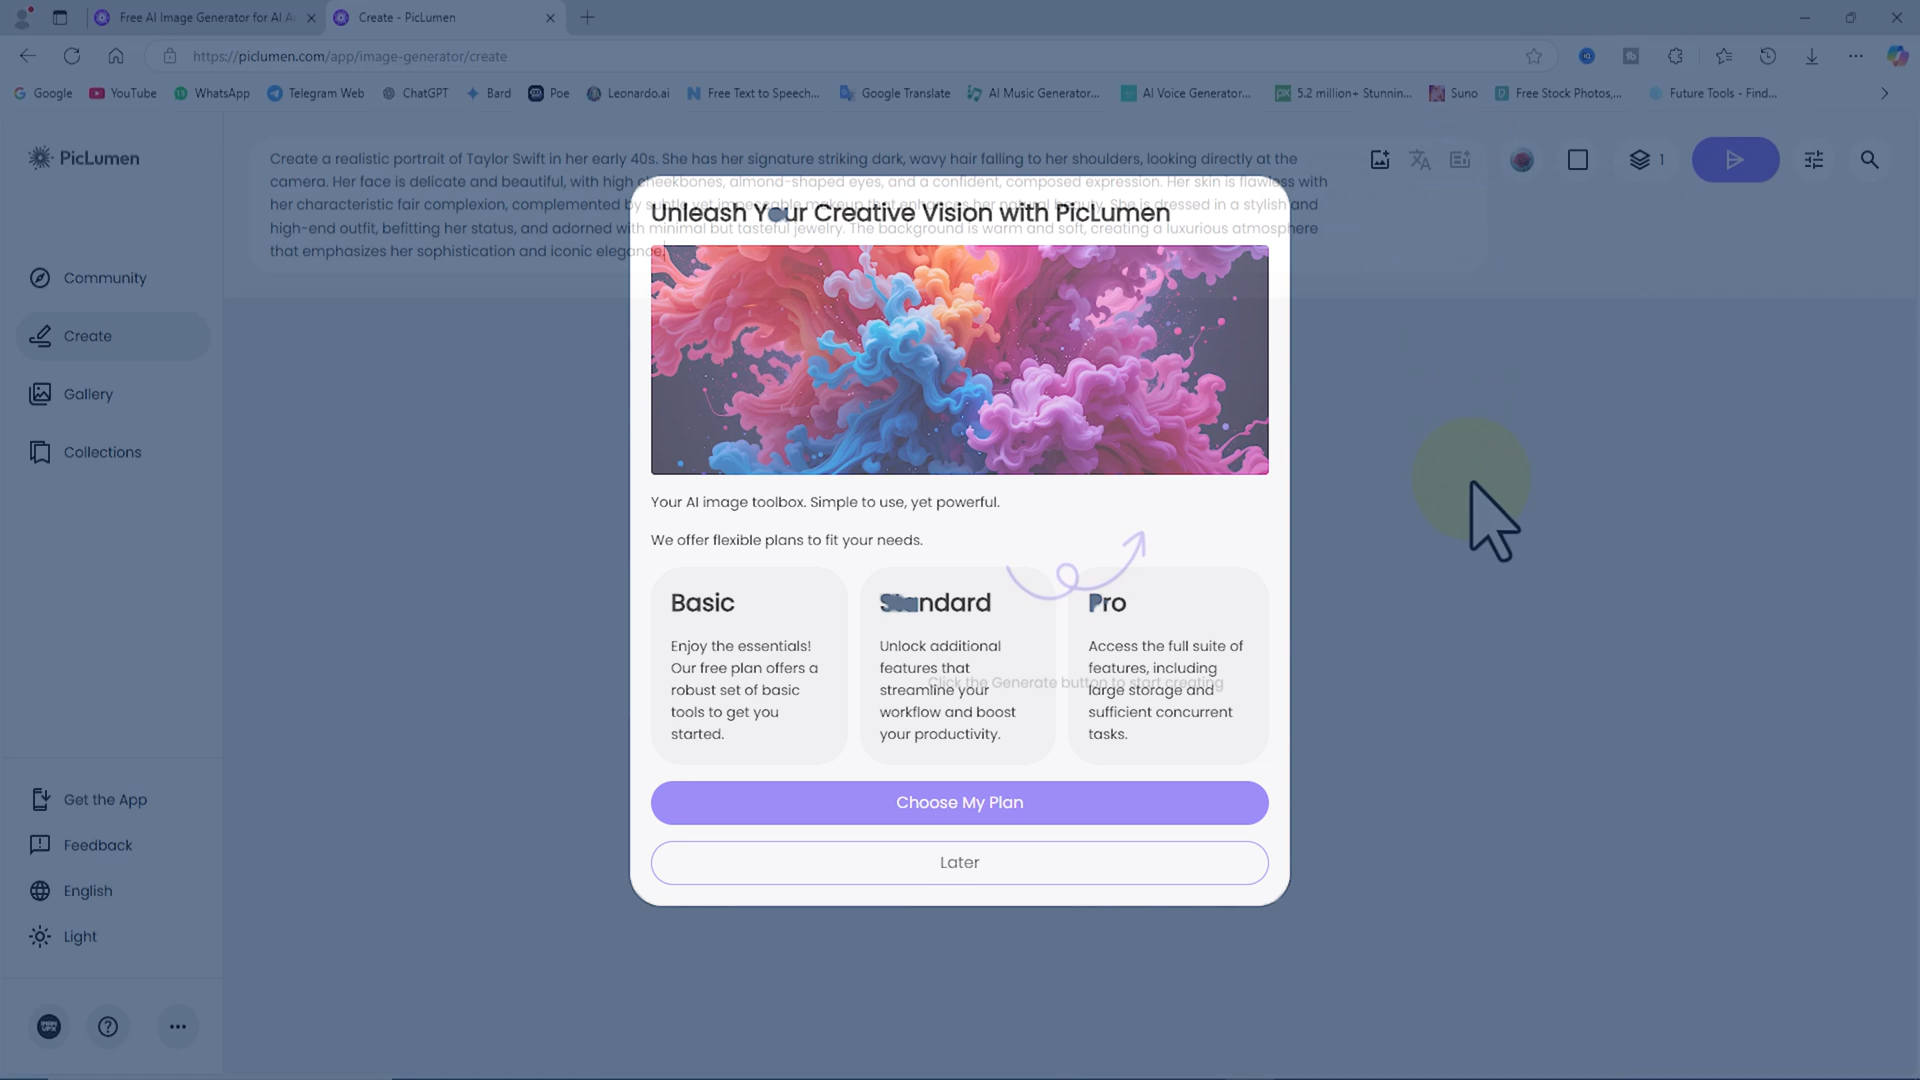 Free AI Image Generator for AI A
Create - PicLumen
https://piclumen.com/app/image-generator/create
Google
YouTube
WhatsApp
Telegram Web
ChatGPT
Bard
Poe
Leonardo.ai
Free Text to Speech...
Google Translate
AI Music Generator...
AI Voice Generator...
5.2 million+ Stunnin...
Suno
Free Stock Photos,...
Future Tools - Find...
PicLumen
Community
Create
Gallery
Collections
Get the App
Feedback
English
Light
Create a realistic portrait of Taylor Swift in her early 40s. She has her signature striking dark, wavy hair falling to her shoulders, looking directly at the
camera. Her face is delicate and beautiful, with high cheekbones, almond-shaped eyes, and a confident, composed expression. Her skin is flawless with
her characteristic fair complexion, complemented by subtle yet impeccable makeup that enhances her natural beauty. She is dressed in a stylish and
high-end outfit, befitting her status, and adorned with minimal but tasteful jewelry. The background is warm and soft, creating a luxurious atmosphere
that emphasizes her sophistication and iconic elegance.
1
Unleash Your Creative Vision with PicLumen
Your AI image toolbox. Simple to use, yet powerful.
We offer flexible plans to fit your needs.
Basic
Enjoy the essentials!
Our free plan offers a
robust set of basic
tools to get you
started.
Standard
Unlock additional
features that
streamline your
workflow and boost
your productivity.
Pro
Access the full suite of
features, including
large storage and
sufficient concurrent
tasks.
Click the Generate button to start creating
Choose My Plan
Later